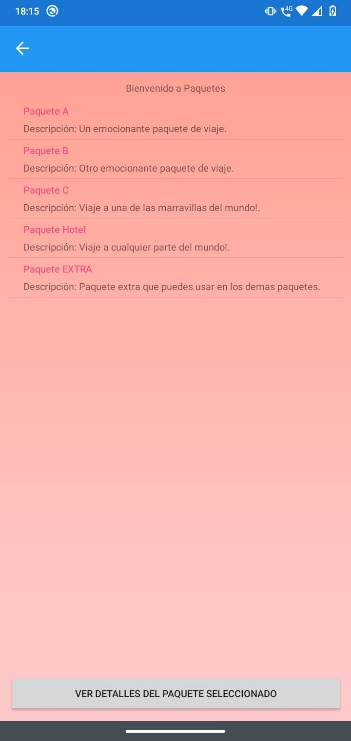 18:15
4G
Bienvenido a Paquetes
Paquete A
Descripción: Un emocionante paquete de viaje.
Paquete B
Descripción: Otro emocionante paquete de viaje.
Paquete C
Descripción: Viaje a una de las marravillas del mundo!.
Paquete Hotel
Descripción: Viaje a cualquier parte del mundo!.
Paquete EXTRA
Descripción: Paquete extra que puedes usar en los demas paquetes.
VER DETALLES DEL PAQUETE SELECCIONADO